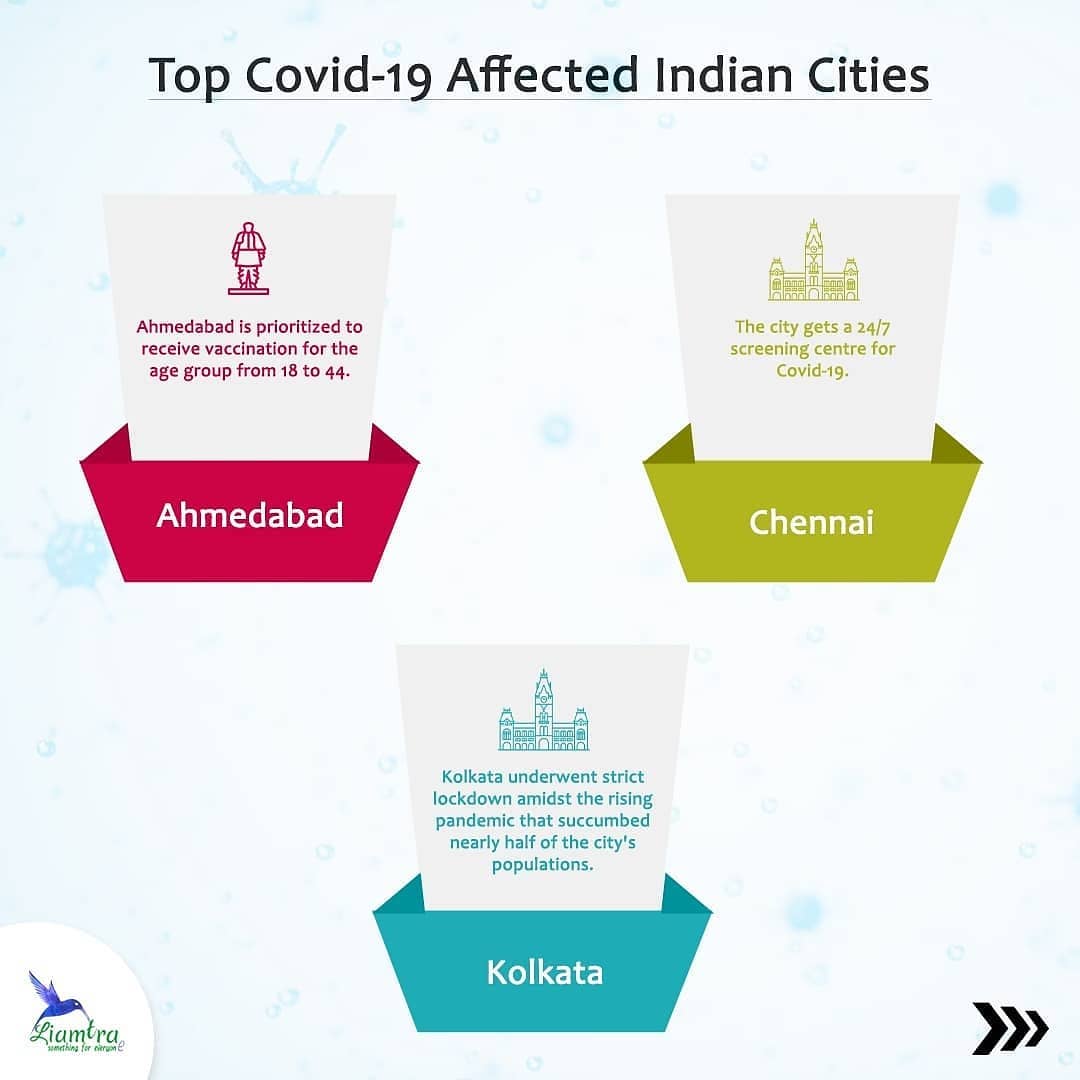 Top Covid-19 Affected Indian Cities
Ahmedabad is prioritized to
receive vaccination for the
age group from 18 to 44.
Ahmedabad
The city gets a 24/7
screening centre for
Covid-19.
Chennai
Kolkata underwent strict
lockdown amidst the rising
pandemic that succumbed
nearly half of the city's
populations.
Kolkata
Liamtra
something for everyone